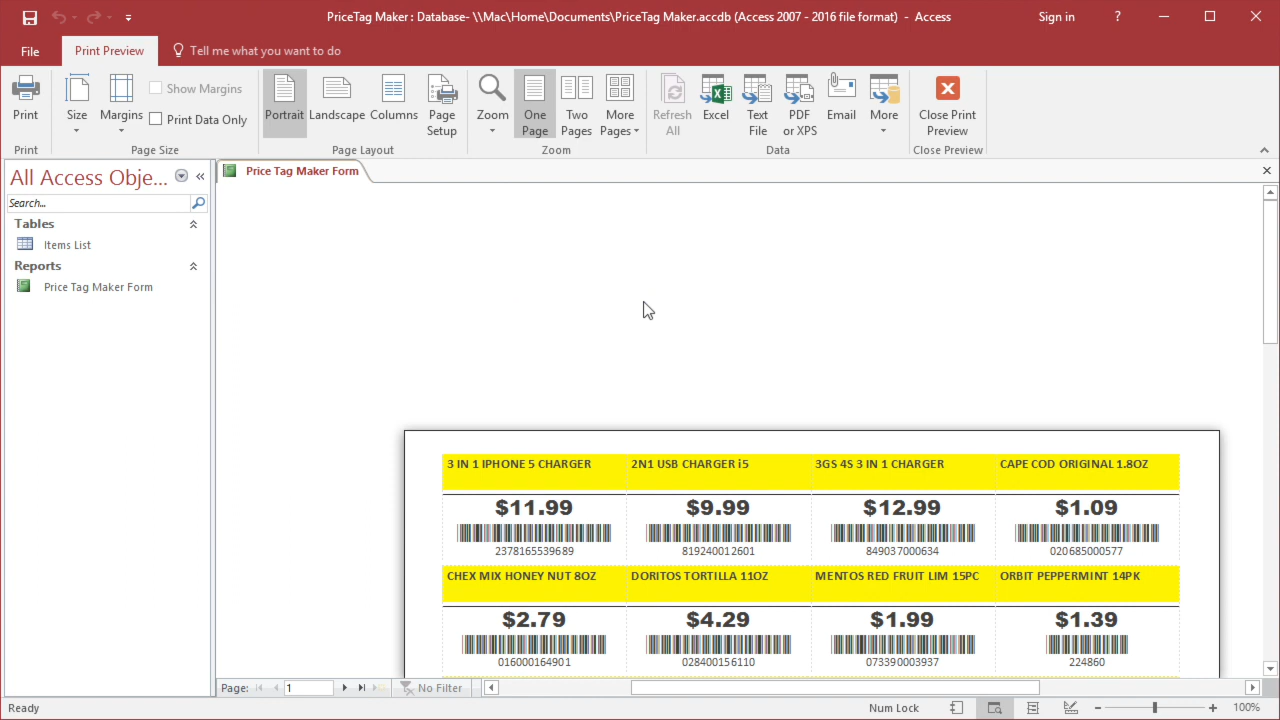 PriceTag Maker : Database- \\Mac\Home\Documents\PriceTag Maker.accdb (Access 2007 - 2016 file format) - Access
Sign in
?
File
Print Preview
Tell me what you want to do
Print
Size
Margins
Show Margins
Print Data Only
Portrait
Landscape
Columns
Page Setup
Zoom
One Page
Two Pages
More Pages
Refresh All
Excel
Text File
PDF or XPS
Email
More
Close Print Preview
Print
Page Size
Page Layout
Zoom
Data
Close Preview
All Access Obje...
Search...
Tables
Items List
Reports
Price Tag Maker Form
Price Tag Maker Form
3 IN 1 IPHONE 5 CHARGER
2N1 USB CHARGER i5
3GS 4S 3 IN 1 CHARGER
CAPE COD ORIGINAL 1.8OZ
$11.99
$9.99
$12.99
$1.09
2378165539689
819240012601
849037000634
020685000577
CHEX MIX HONEY NUT 8OZ
DORITOS TORTILLA 11OZ
MENTOS RED FRUIT LIM 15PC
ORBIT PEPPERMINT 14PK
$2.79
$4.29
$1.99
$1.39
016000164901
028400156110
073390003937
224860
Page: 1
No Filter
Ready
Num Lock
100%